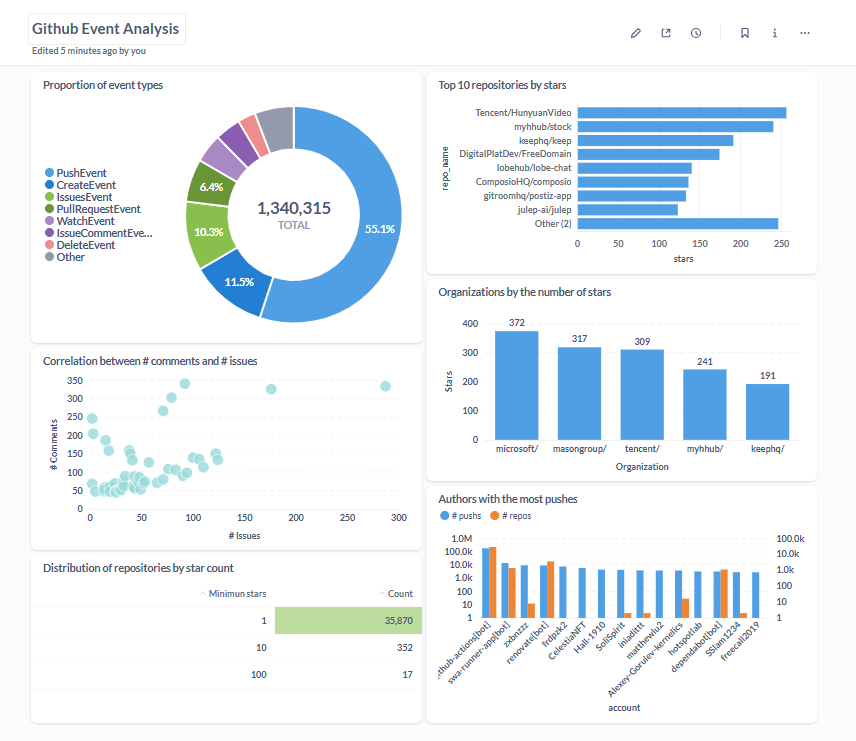 Github Event Analysis
Edited 5 minutes ago by you
Proportion of event types
PushEvent
CreateEvent
IssuesEvent
PullRequestEvent
WatchEvent
IssueCommentEve...
DeleteEvent
Other
1,340,315
TOTAL
55.1%
11.5%
10.3%
6.4%
Top 10 repositories by stars
repo_name
Tencent/HunyuanVideo
myhhub/stock
keephq/keep
DigitalPlatDev/FreeDomain
lobehub/lobe-chat
ComposioHQ/composio
gitroomhq/postiz-app
julep-ai/julep
Other (2)
0 50 100 150 200 250
stars
Organizations by the number of stars
Stars
400
300
200
100
0
372
317
309
241
191
microsoft/ masongroup/ tencent/ myhhub/ keephq/
Organization
Correlation between # comments and # issues
# Comments
350
300
250
200
150
100
50
0
0 50 100 150 200 250 300
# Issues
Distribution of repositories by star count
Minimun stars Count
1 35,870
10 352
100 17
Authors with the most pushes
# pushs # repos
1.0M
100.0k
10.0k
1.0k
100
10
1
100.0k
10.0k
1.0k
100
10
1
swa-runner-app[bot]
zxbnzzz
renovate[bot]
frdpzk2
CelestiaNFT
Hall-1910
SoliSpirit
iniadittt
matthewlu2
Alexey-Gorulev-kernelics
hotspotlab
dependabot[bot]
SSlam1234
freecall2019
account